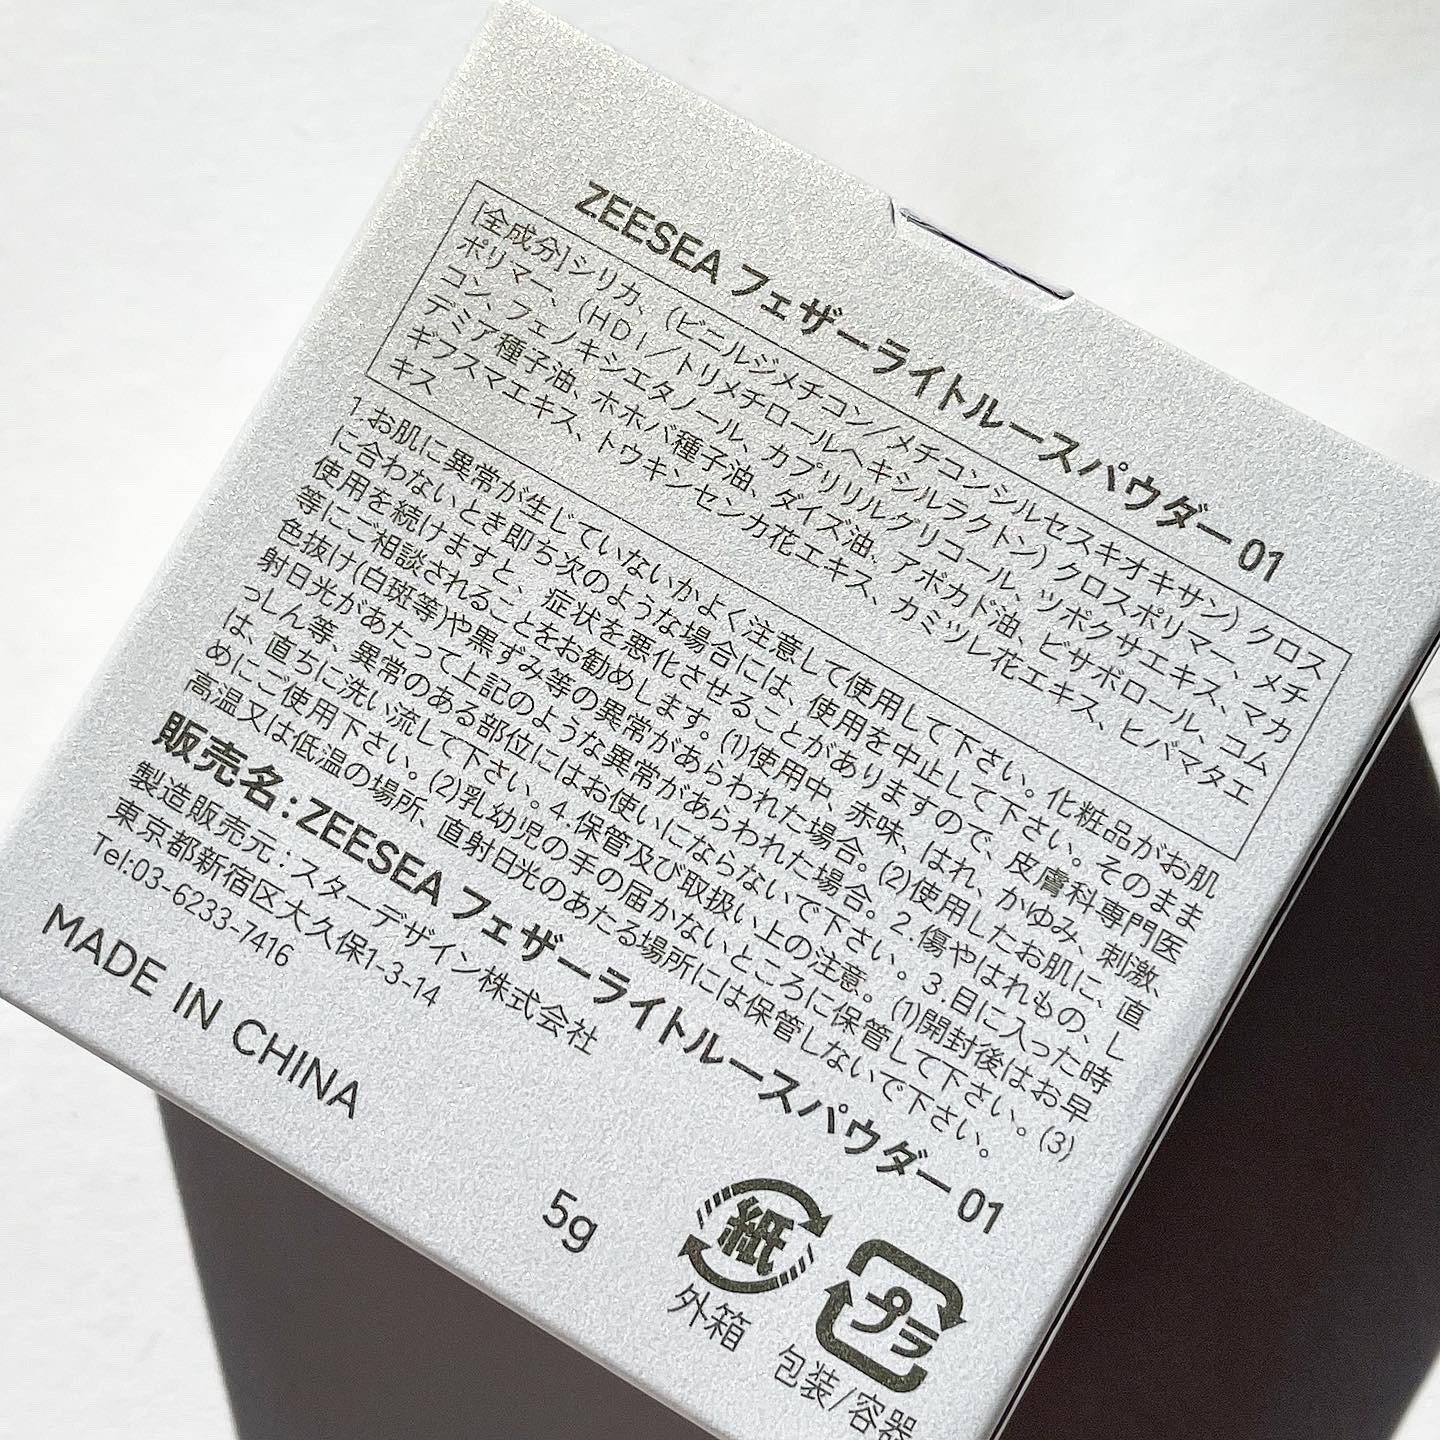 ZEESEA フェザーライトルースパウダー 01
[全成分]シリカ、(ビニルジメチコン/メチコンシルセスキオキサン)クロス
ポリマー、(HDI/トリメチロールヘキシルラクトン)クロスポリマー、メチ
コン、フェノキシエタノール、カプリリルグリコール、ツボクサエキス、マカ
デミア種子油、ホホバ種子油、ダイズ油、アボカド油、ビサボロール、コム
ギフスマエキス、トウキンセンカ花エキス、カミツレ花エキス、ヒバマタエ
キス
1.お肌に異常が生じていないかよく注意して使用して下さい。化粧品がお肌
に合わないとき即ち次のような場合には、使用を中止して下さい。そのまま
使用を続けますと、症状を悪化させることがありますので、皮膚科専門医
等にご相談されることをお勧めします。(1)使用中、赤味、はれ、かゆみ、刺激、
色抜け(白斑等)や黒ずみ等の異常があらわれた場合。(2)使用したお肌に、直
射日光があたって上記のような異常があらわれた場合。2.傷やはれもの、し
っしん等、異常のある部位にはお使いにならないで下さい。3.目に入った時
は、直ちに洗い流して下さい。4.保管及び取扱い上の注意。(1)開封後はお早
めにご使用下さい。(2)乳幼児の手の届かないところに保管して下さい。(3)
高温又は低温の場所、直射日光のあたる場所には保管しないで下さい。
販売名:ZEESEA フェザーライトルースパウダー 01
製造販売元:スターデザイン株式会社
東京都新宿区大久保1-3-14
Tel:03-6233-7416
MADE IN CHINA
5g
紙
外箱
プラ
包装/容器